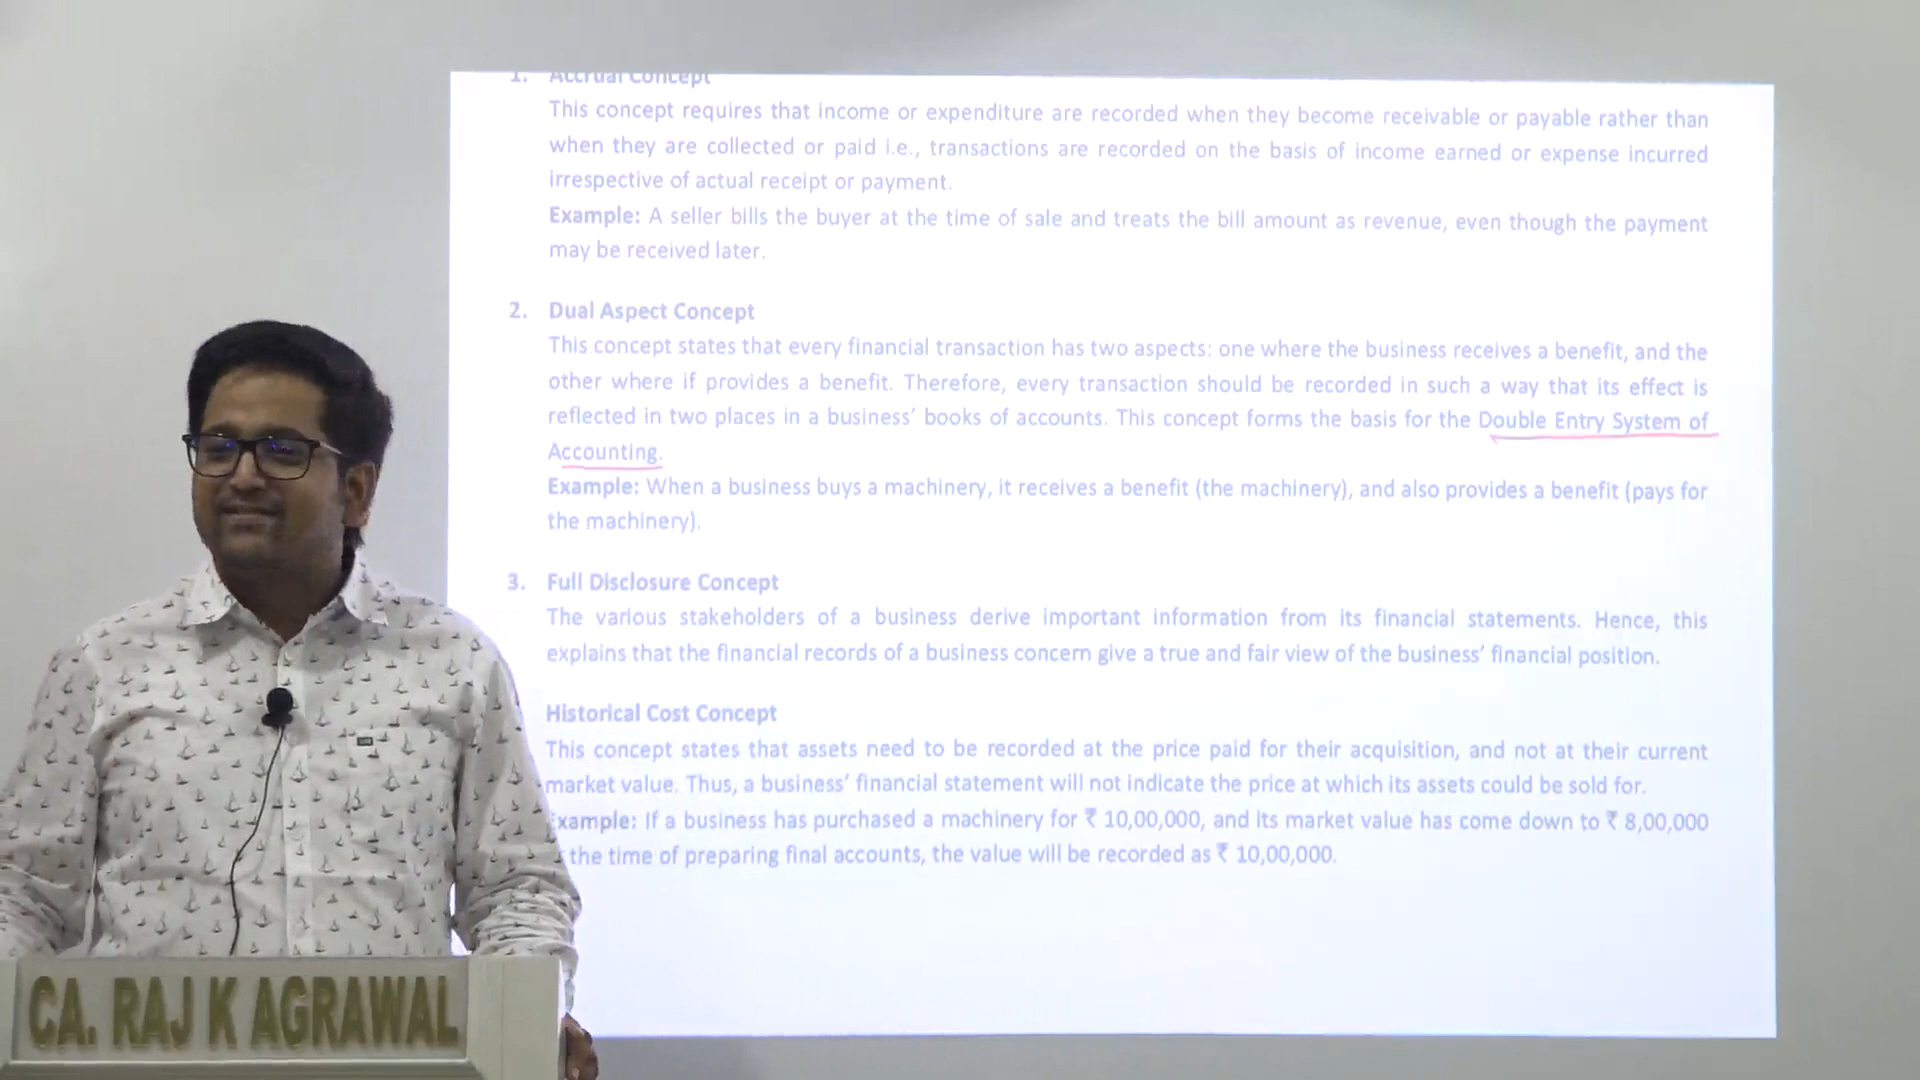 1. Accrual Concept
This concept requires that income or expenditure are recorded when they become receivable or payable rather than
when they are collected or paid i.e., transactions are recorded on the basis of income earned or expense incurred
irrespective of actual receipt or payment.
Example: A seller bills the buyer at the time of sale and treats the bill amount as revenue, even though the payment
may be received later.
2. Dual Aspect Concept
This concept states that every financial transaction has two aspects: one where the business receives a benefit, and the
other where if provides a benefit. Therefore, every transaction should be recorded in such a way that its effect is
reflected in two places in a business' books of accounts. This concept forms the basis for the Double Entry System of
Accounting.
Example: When a business buys a machinery, it receives a benefit (the machinery), and also provides a benefit (pays for
the machinery).
3. Full Disclosure Concept
The various stakeholders of a business derive important information from its financial statements. Hence, this
explains that the financial records of a business concern give a true and fair view of the business' financial position.
Historical Cost Concept
This concept states that assets need to be recorded at the price paid for their acquisition, and not at their current
market value. Thus, a business' financial statement will not indicate the price at which its assets could be sold for.
xample: If a business has purchased a machinery for ₹ 10,00,000, and its market value has come down to ₹ 8,00,000
the time of preparing final accounts, the value will be recorded as ₹ 10,00,000.
CA. RAJ K AGRAWAL